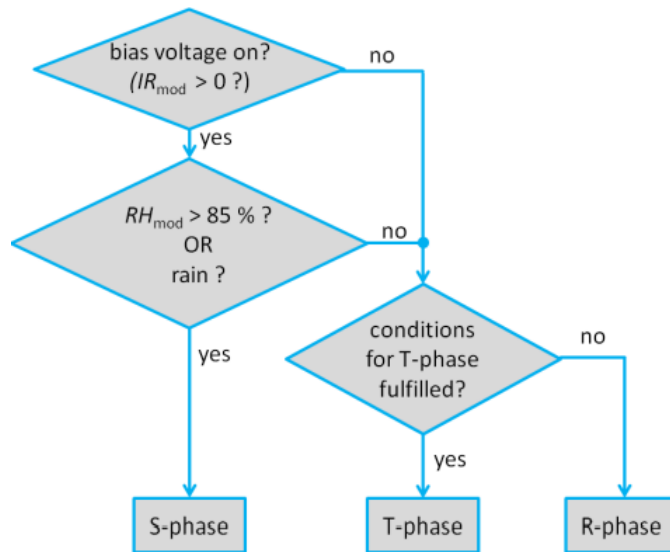 bias voltage on?
(IRmod > 0 ?)
no
yes
RHmod > 85 % ?
OR
rain ?
no
yes
conditions
for T-phase
fulfilled?
no
yes
S-phase
T-phase
R-phase